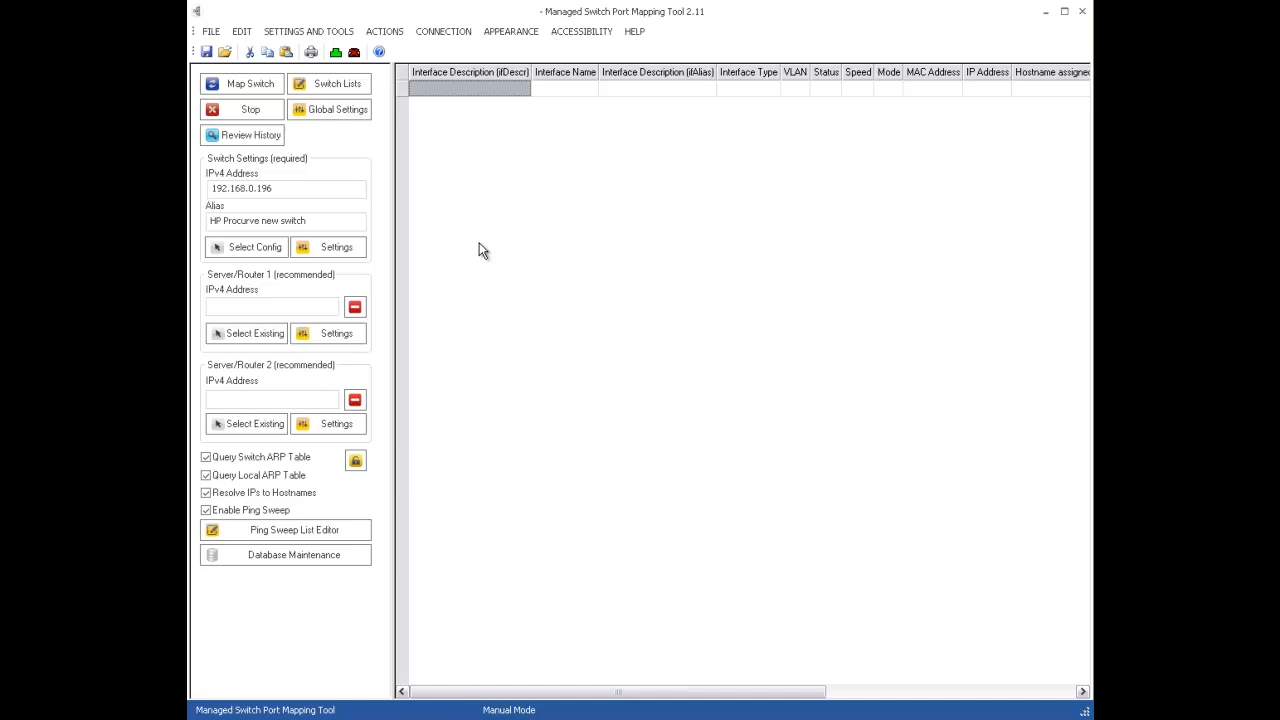 - Managed Switch Port Mapping Tool 2.11
FILE EDIT SETTINGS AND TOOLS ACTIONS CONNECTION APPEARANCE ACCESSIBILITY HELP
Map Switch Switch Lists
Stop Global Settings
Review History
Switch Settings (required)
IPv4 Address
192.168.0.196
Alias
HP Procurve new switch
Select Config Settings
Server/Router 1 (recommended)
IPv4 Address
Select Existing Settings
Server/Router 2 (recommended)
IPv4 Address
Select Existing Settings
Query Switch ARP Table
Query Local ARP Table
Resolve IPs to Hostnames
Enable Ping Sweep
Ping Sweep List Editor
Database Maintenance
Interface Description (ifDescr) Interface Name Interface Description (ifAlias) Interface Type VLAN Status Speed Mode MAC Address IP Address Hostname assigned
Managed Switch Port Mapping Tool Manual Mode